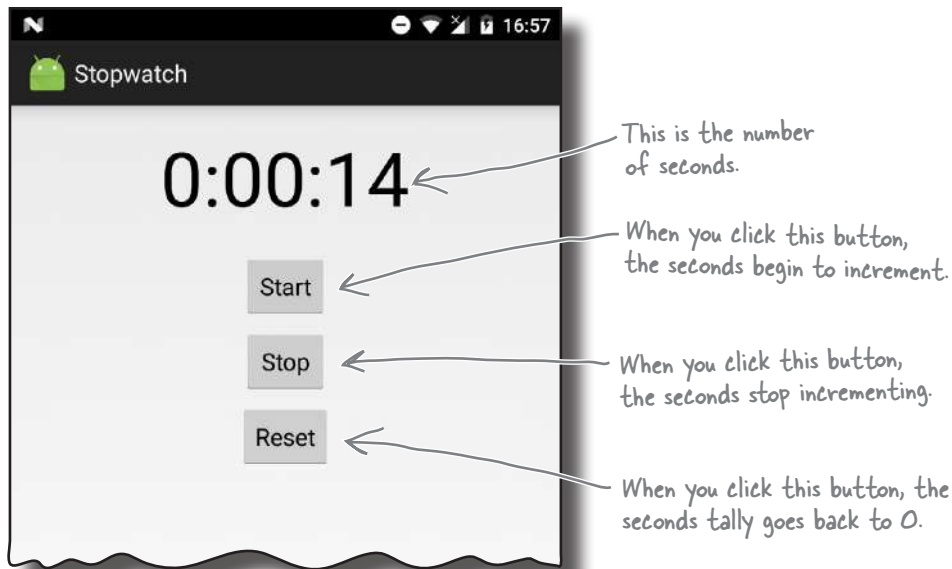 16:57
Stopwatch
0:00:14
This is the number
of seconds.
Start
When you click this button,
the seconds begin to increment.
Stop
When you click this button,
the seconds stop incrementing.
Reset
When you click this button, the
seconds tally goes back to 0.